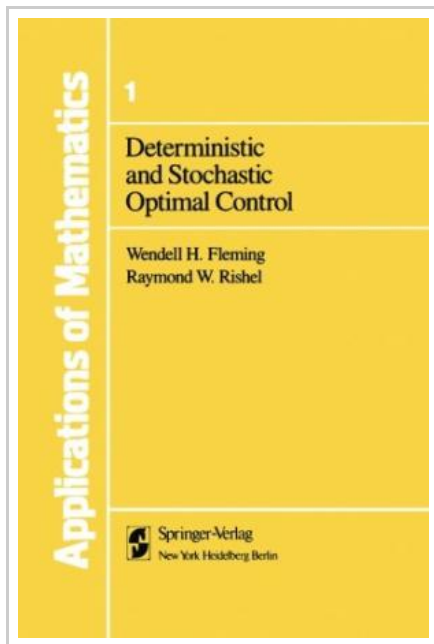 Applications of Mathematics
1
Deterministic
and Stochastic
Optimal Control
Wendell H. Fleming
Raymond W. Rishel
Springer-Verlag
New York Heidelberg Berlin